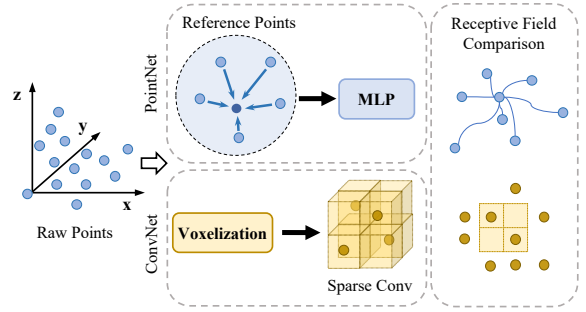 Reference Points
Receptive Field
Comparison
PointNet
MLP
z
y
x
Raw Points
ConvNet
Voxelization
Sparse Conv